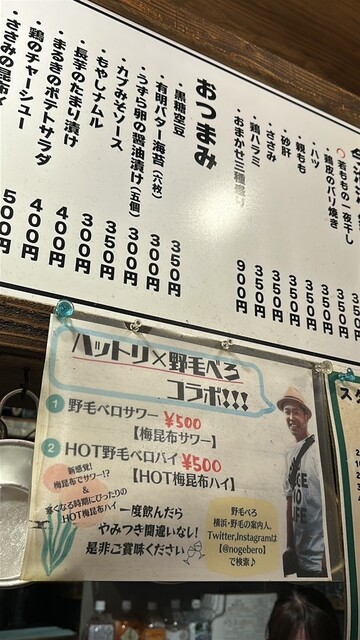 ○若ももの一夜干し 350円
・鶏皮のパリ焼き 350円
・ハツ 350円
・親もも 350円
・砂肝 350円
・ささみ 350円
・鶏ハラミ 350円
・おまかせ三種盛り 900円
おつまみ
・黒糖空豆 350円
・有明バター海苔(六枚) 300円
・うずら卵の醤油漬け(五個) 300円
・カブみそソース 300円
・もやしナムル 300円
・長芋のたまり漬け 300円
・まるきのポテトサラダ 400円
・鶏のチャーシュー 400円
・ささみの昆布〆 500円
ハットリ×野毛べろ
コラボ!!!
1 野毛ベロサワー ¥500
【梅昆布サワー】
2 HOT野毛ベロパイ ¥500
【HOT梅昆布ハイ】
新感覚!?
梅昆布でサワー!?
&
寒くなる時期にぴったりの
HOT梅昆布ハイ
一度飲んだら
やみつき間違いない!
是非ご賞味ください
野毛べろ
横浜・野毛の案内人。
Twitter,Instagramは
【@nogebero】
で検索♪